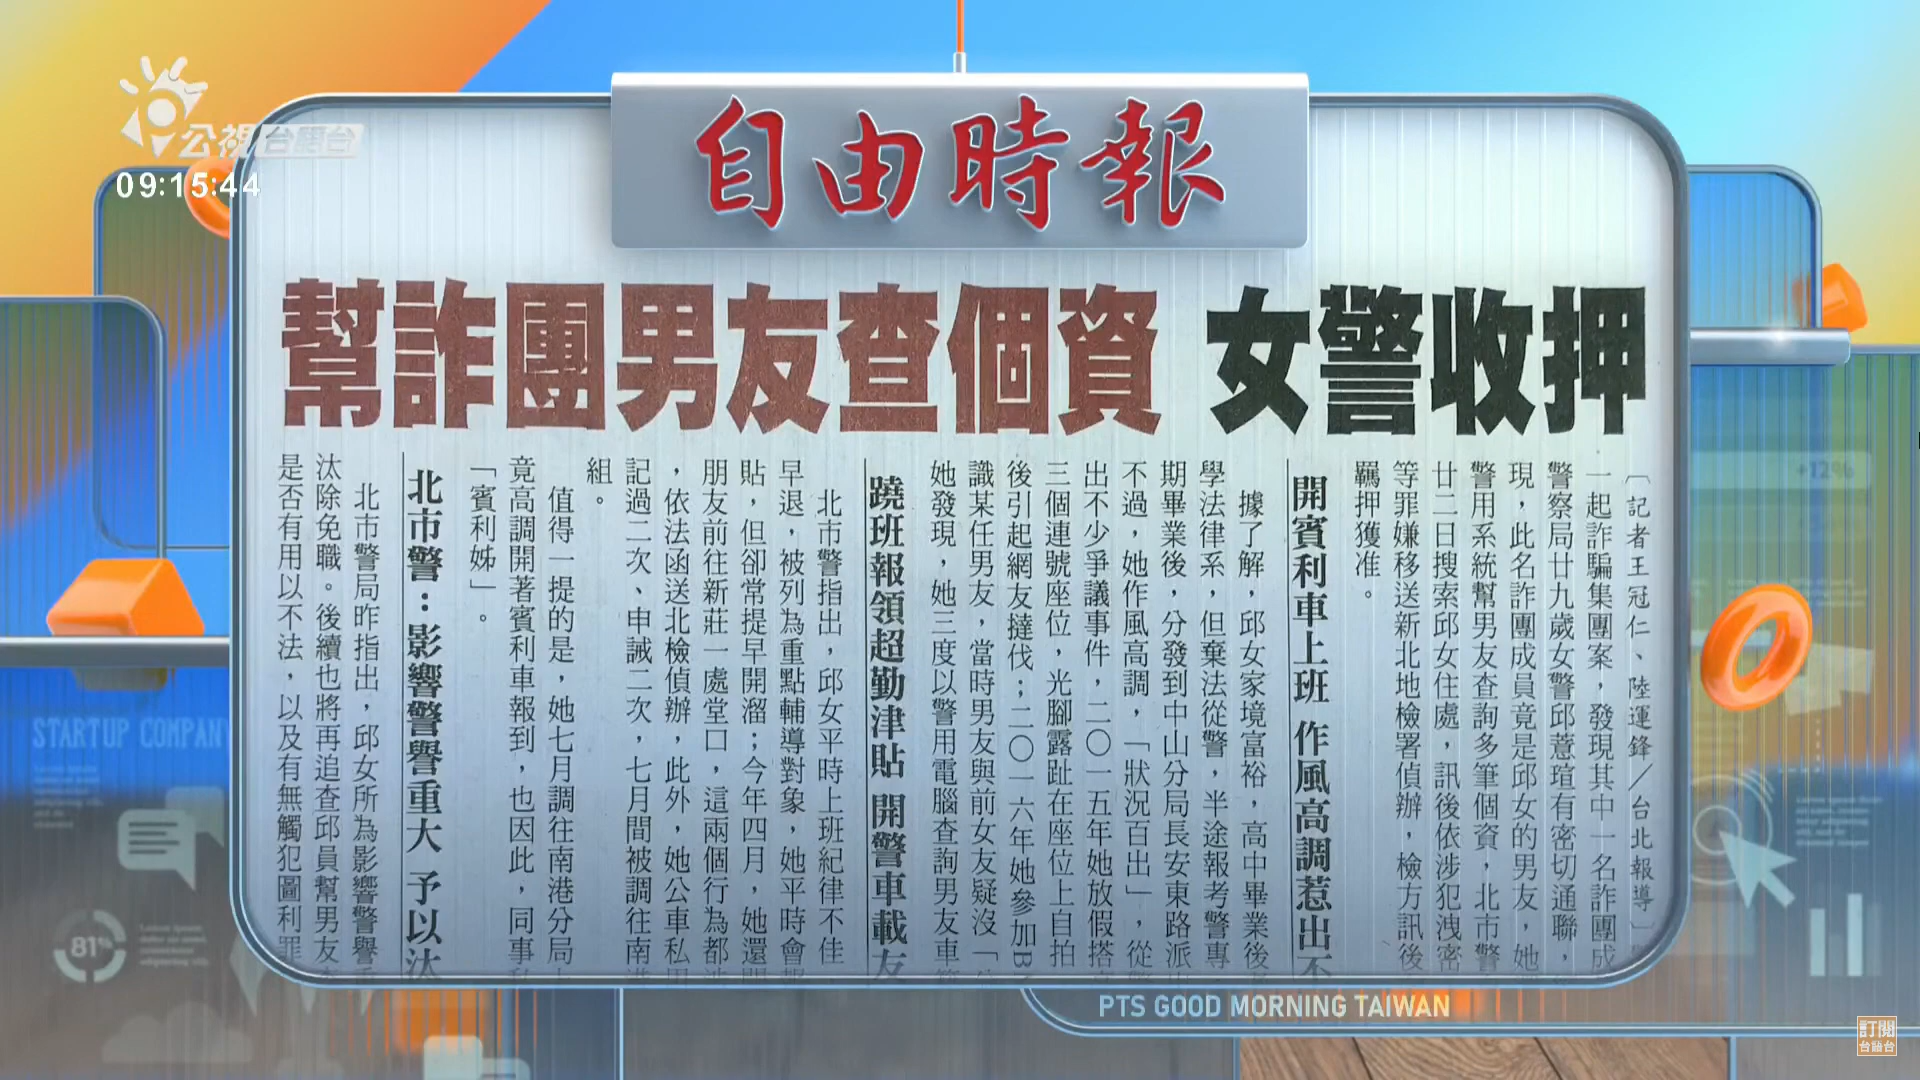 公視台語台
09:15:44
自由時報
幫詐團男友查個資 女警收押
〔記者王冠仁、陸運鋒/台北報導〕
一起詐騙集團案,發現其中一名詐團成
警察局廿九歲女警邱薏瑄有密切通聯,
現,此名詐團成員竟是邱女的男友,她
警用系統幫男友查詢多筆個資,北市警
廿二日搜索邱女住處,訊後依涉犯洩密
等罪嫌移送新北地檢署偵辦,檢方訊後
羈押獲准。
開賓利車上班 作風高調惹出不
據了解,邱女家境富裕,高中畢業後
學法律系,但棄法從警,半途報考警專
期畢業後,分發到中山分局長安東路派
不過,她作風高調,「狀況百出」,從
出不少爭議事件,二〇一五年她放假搭
三個連號座位,光腳露趾在座位上自拍
後引起網友撻伐;二〇一六年她參加B
識某任男友,當時男友與前女友疑沒「
她發現,她三度以警用電腦查詢男友車
蹺班報領超勤津貼 開警車載友
北市警指出,邱女平時上班紀律不佳
早退,被列為重點輔導對象,她平時會報
貼,但卻常提早開溜;今年四月,她還開
朋友前往新莊一處堂口,這兩個行為都涉
,依法函送北檢偵辦,此外,她公車私用
記過二次、申誡二次,七月間被調往南港
組。
值得一提的是,她七月調往南港分局
竟高調開著賓利車報到,也因此,同事私
「賓利姊」。
北市警:影響警譽重大 予以汰
北市警局昨指出,邱女所為影響警譽重
汰除免職。後續也將再追查邱員幫男友查
是否有用以不法,以及有無觸犯圖利罪
STARTUP COMPANY
81%
+12%
PTS GOOD MORNING TAIWAN
訂閱
台語台